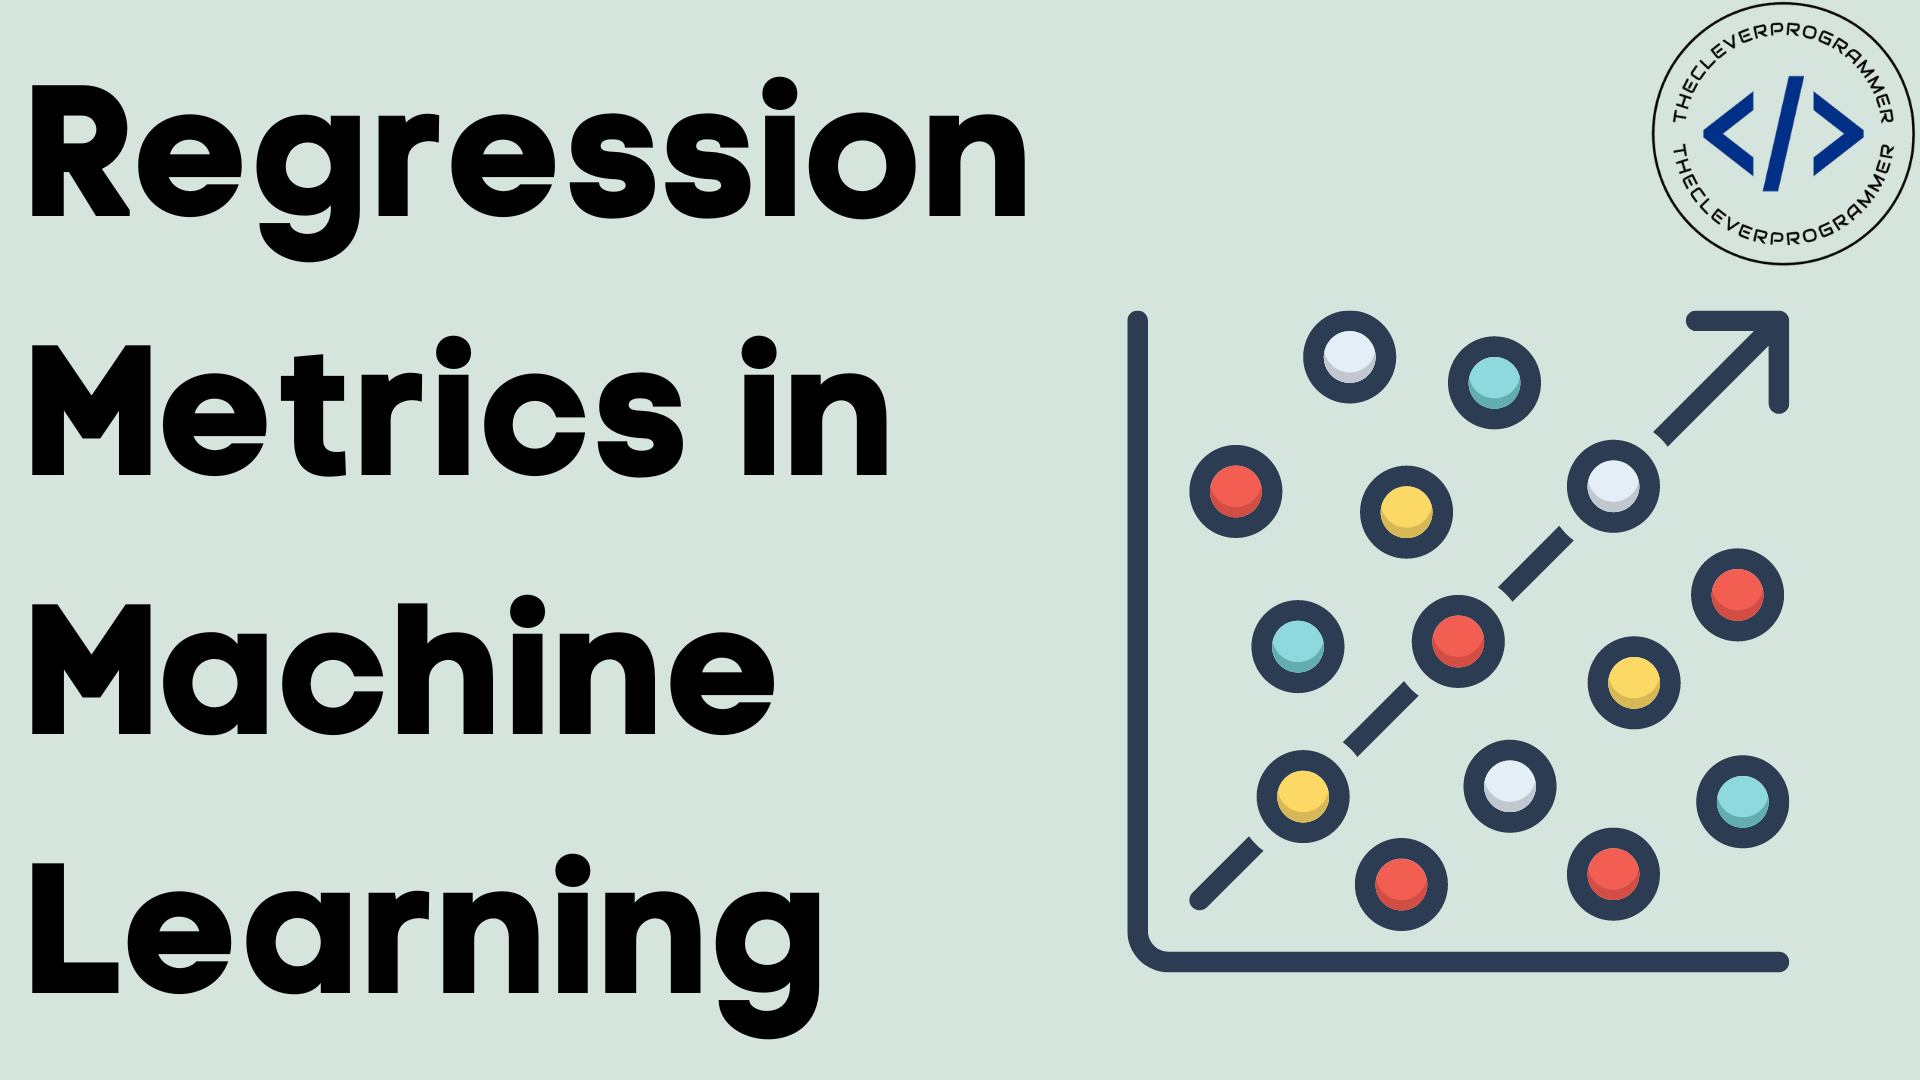 Regression
Metrics in
Machine
Learning
THECLEVERPROGRAMMER
</>
THECLEVERPROGRAMMER